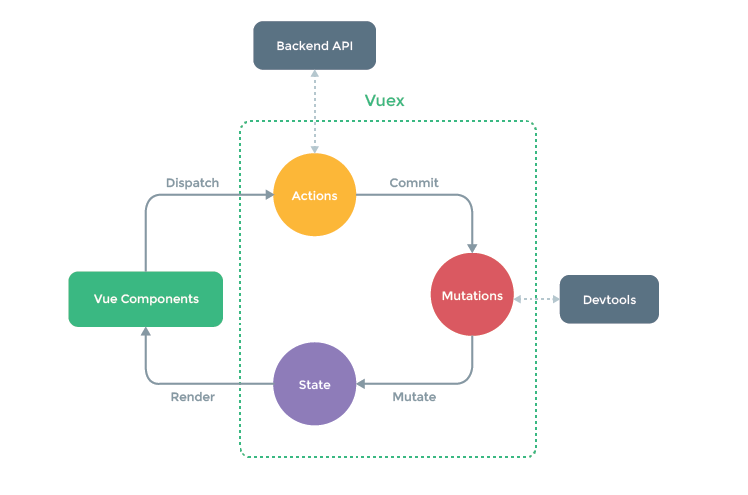 Backend API
Vuex
Dispatch
Commit
Actions
Vue Components
Mutations
Devtools
State
Render
Mutate